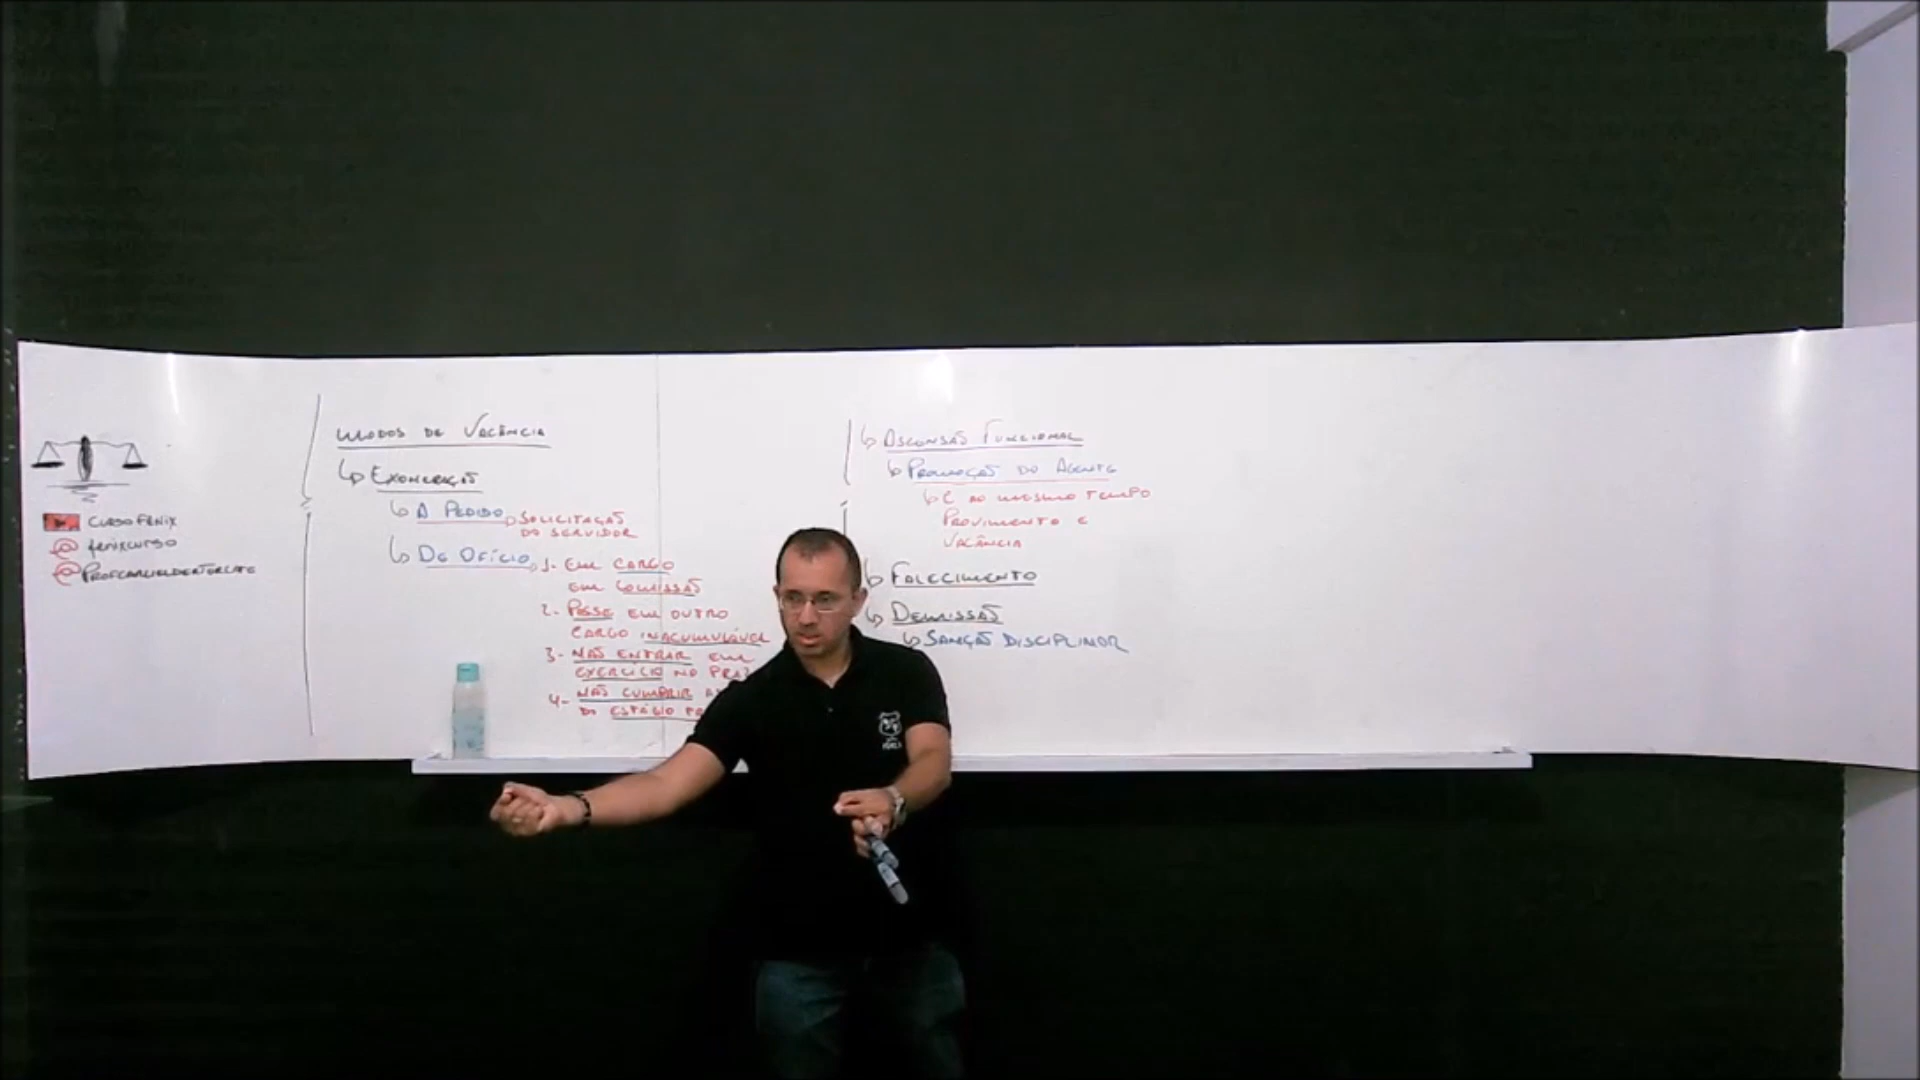 CURSO FÊNIX
@ fenixcurso
MODOS DE VACÂNCIA
↳ EXONERAÇÃO
↳ A PEDIDO → SOLICITAÇÃO
DO SERVIDOR
↳ DE OFÍCIO → 1- EM CARGO
EM COMISSÃO
2- POSSE EM OUTRO
CARGO INACUMULÁVEL
3- NÃO ENTRAR EM
EXERCÍCIO NO PRAZ
4- NÃO CUMPRIR
DO ESTÁGIO
↳ ASCENSÃO FUNCIONAL
↳ PROMOÇÃO DO AGENTE
↳ É AO MESMO TEMPO
PROVIMENTO E
VACÂNCIA
↳ FALECIMENTO
↳ DEMISSÃO
↳ SANÇÃO DISCIPLINAR